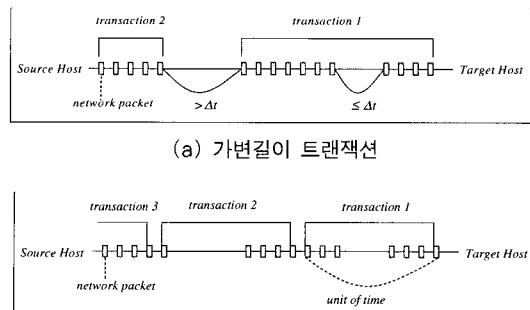 transaction 2
transaction 1
Source Host
Target Host
network packet
> Δt
≤ Δt
(a) 가변길이 트랜잭션
transaction 3
transaction 2
transaction 1
Source Host
Target Host
network packet
unit of time